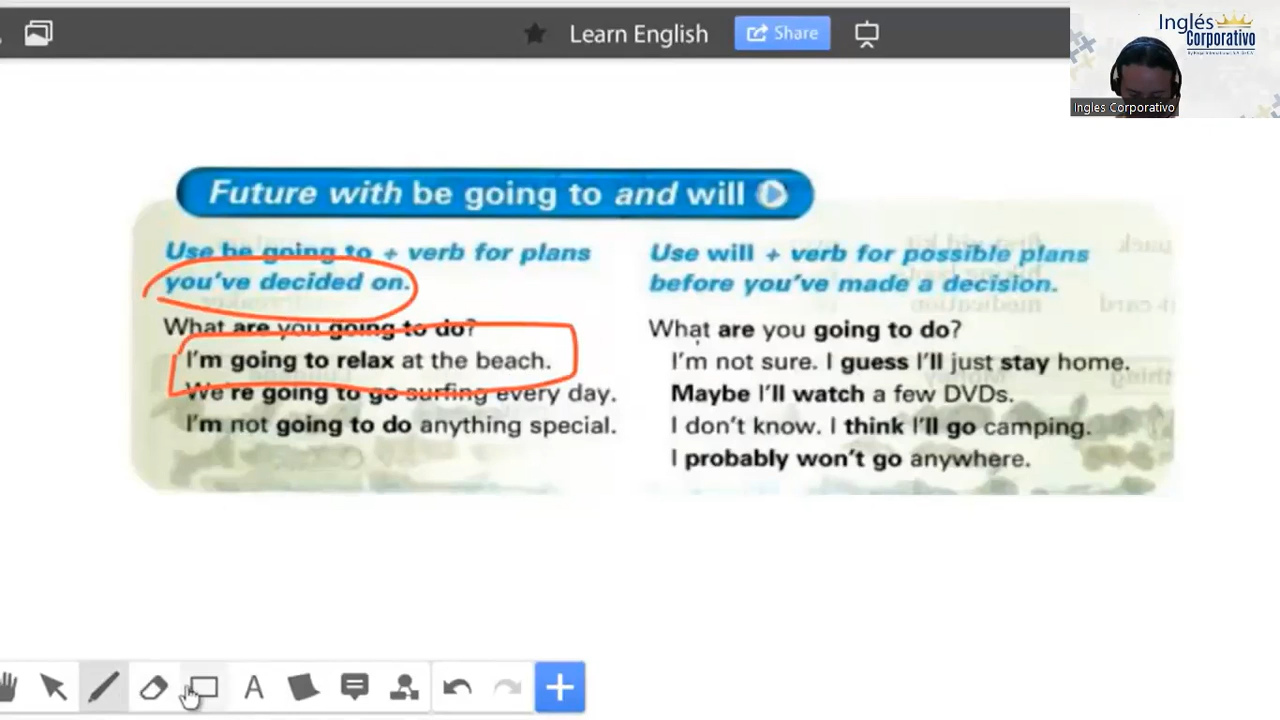 Learn English
Share
Inglés
Corporativo
Ingles Corporativo
Future with be going to and will
Use be going to + verb for plans
you've decided on.
What are you going to do?
I'm going to relax at the beach.
We're going to go surfing every day.
I'm not going to do anything special.
Use will + verb for possible plans
before you've made a decision.
What are you going to do?
I'm not sure. I guess I'll just stay home.
Maybe I'll watch a few DVDs.
I don't know. I think I'll go camping.
I probably won't go anywhere.
A